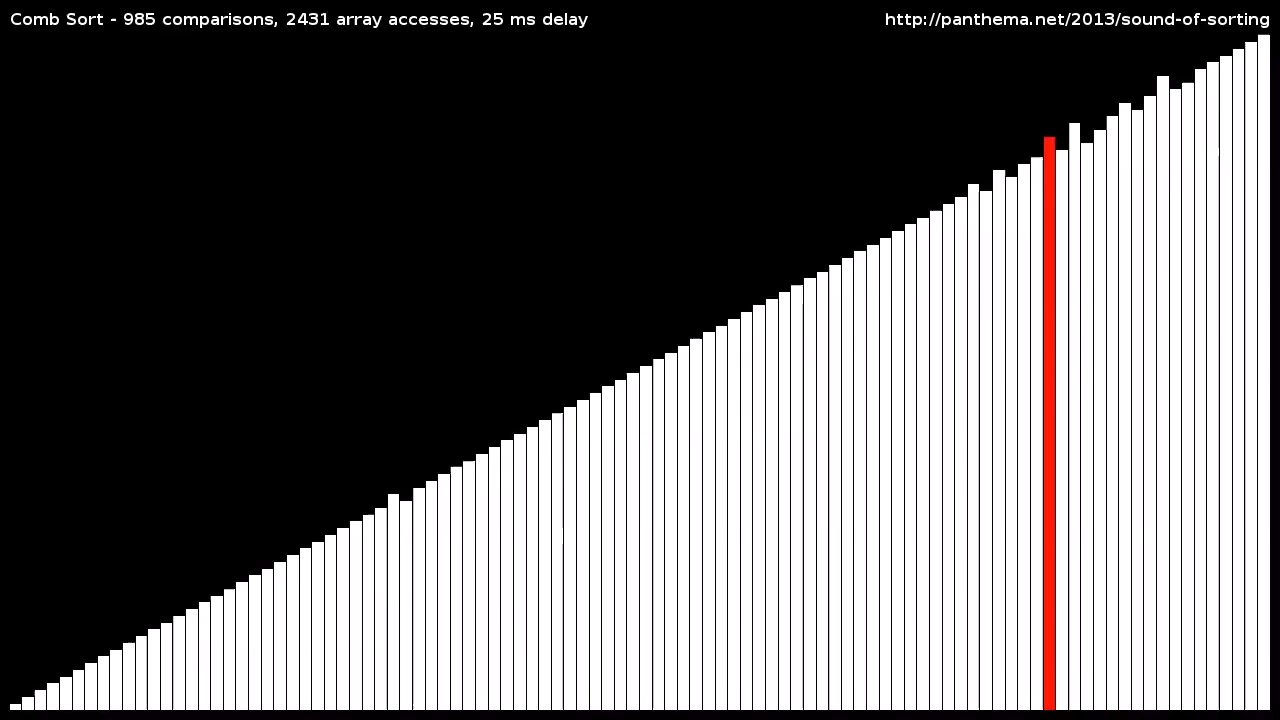 Comb Sort - 985 comparisons, 2431 array accesses, 25 ms delay
http://panthema.net/2013/sound-of-sorting